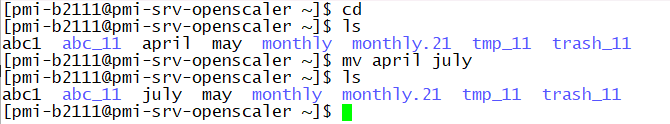 [pmi-b2111@pmi-srv-openscaler ~]$ cd
[pmi-b2111@pmi-srv-openscaler ~]$ ls
abc1  abc_11  april  may  monthly  monthly.21  tmp_11  trash_11
[pmi-b2111@pmi-srv-openscaler ~]$ mv april july
[pmi-b2111@pmi-srv-openscaler ~]$ ls
abc1  abc_11  july  may  monthly  monthly.21  tmp_11  trash_11
[pmi-b2111@pmi-srv-openscaler ~]$